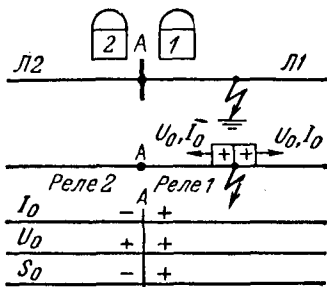 2 A 1
Л2 Л1
U₀, I₀ U₀, I₀
A
Реле 2 Реле 1
A
I₀ − +
U₀ + +
S₀ − +